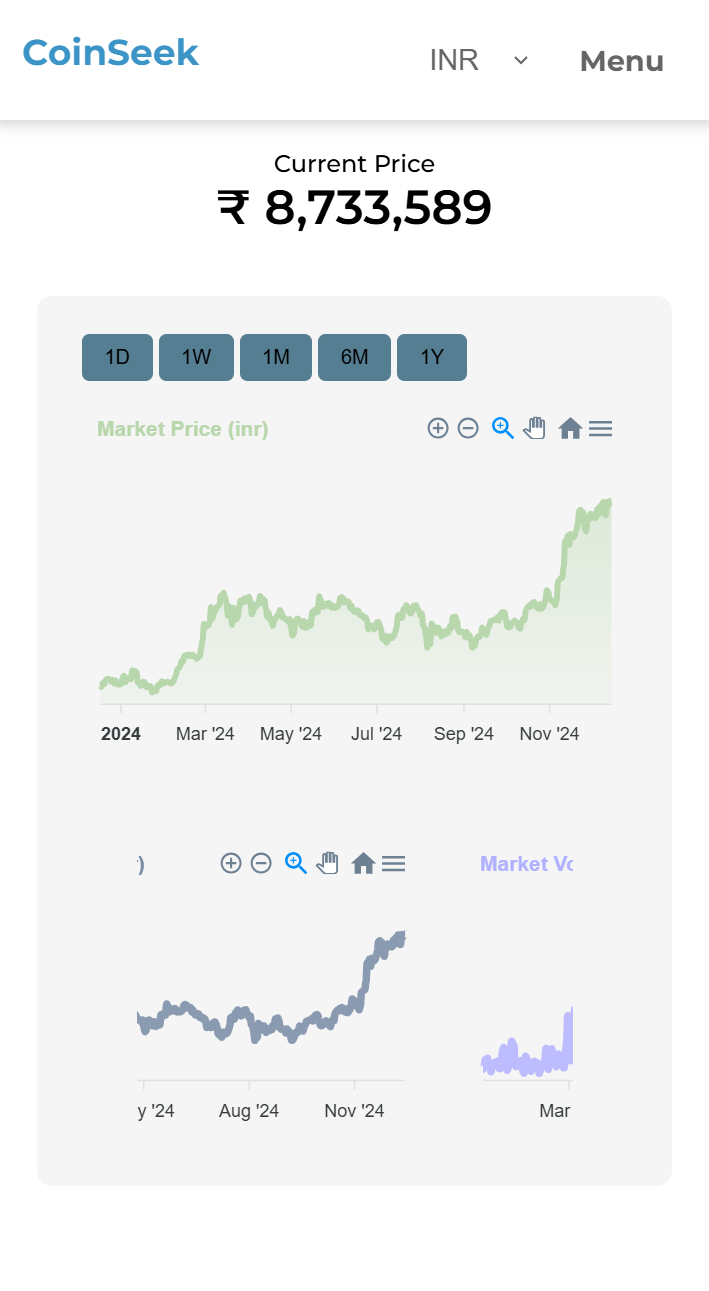 CoinSeek
INR
Menu
Current Price
₹ 8,733,589
1D 1W 1M 6M 1Y
Market Price (inr)
2024 Mar '24 May '24 Jul '24 Sep '24 Nov '24
) Market Vo
y '24 Aug '24 Nov '24 Mar